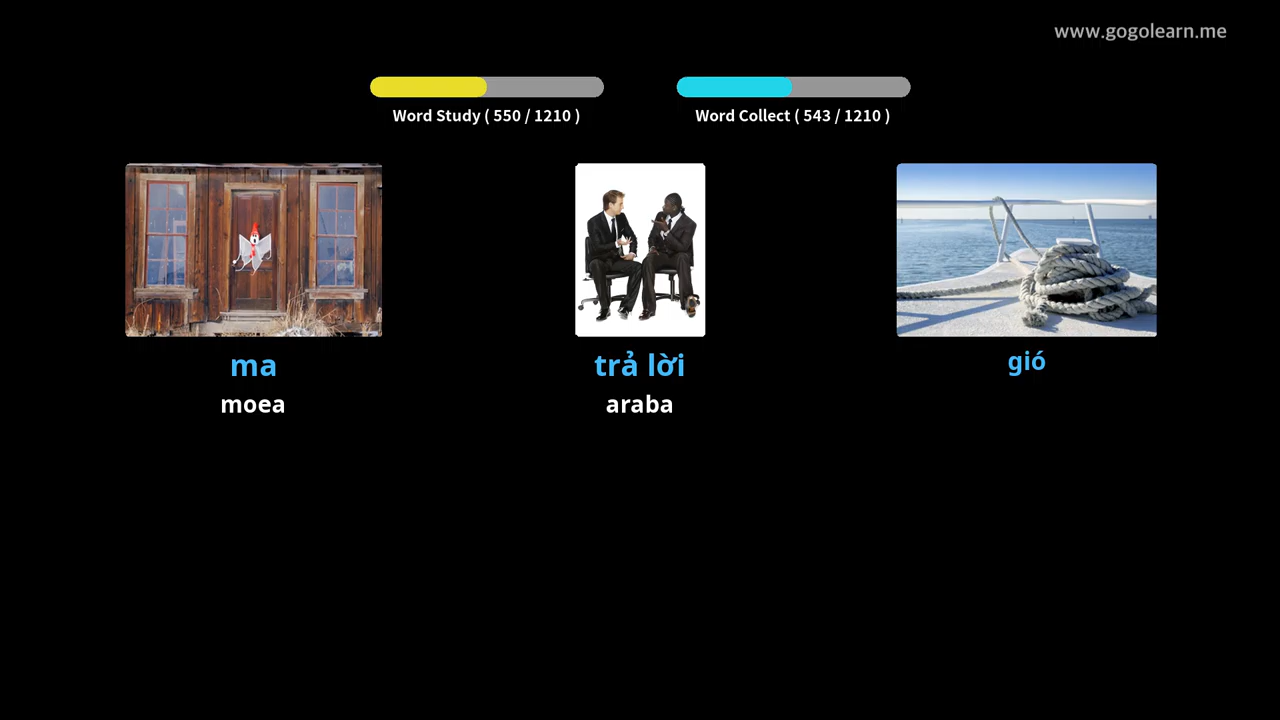 www.gogolearn.me
Word Study ( 550 / 1210 )
Word Collect ( 543 / 1210 )
ma
trả lời
gió
moea
araba